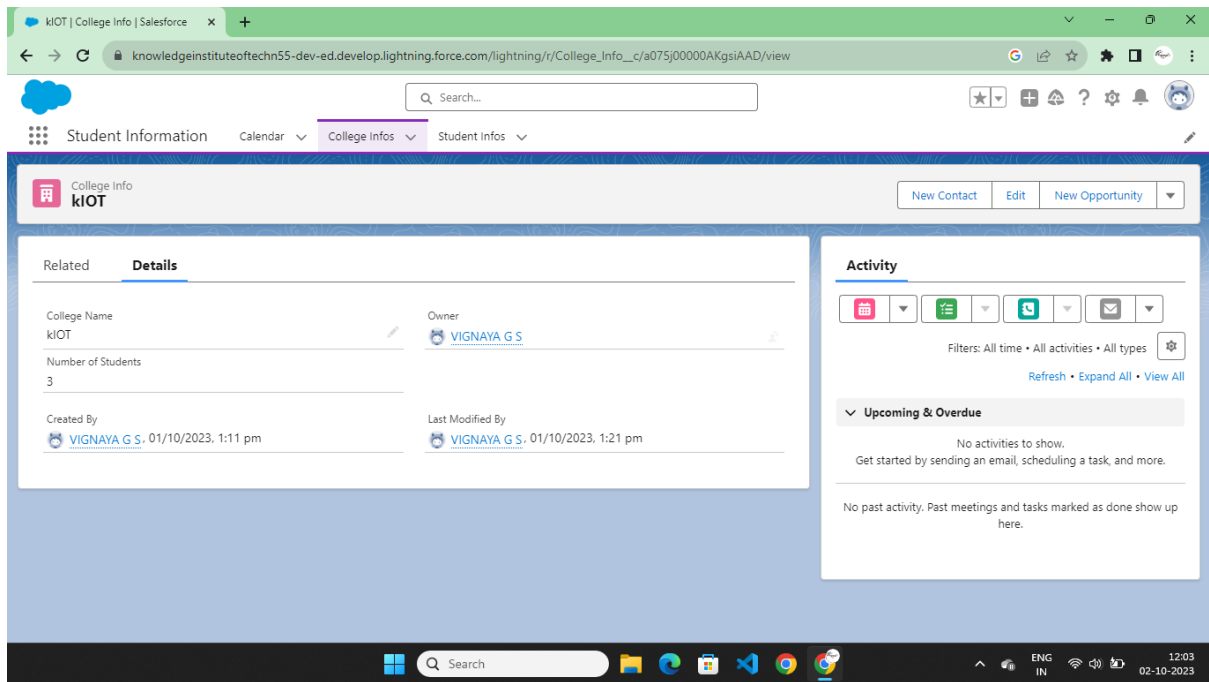 kIOT | College Info | Salesforce
knowledgeinstituteoftechn55-dev-ed.develop.lightning.force.com/lightning/r/College_Info__c/a075j00000AKgsiAAD/view
Search...
Student Information Calendar College Infos Student Infos
College Info
kIOT
New Contact Edit New Opportunity
Related Details
College Name
kIOT
Owner
VIGNAYA G S
Number of Students
3
Created By
VIGNAYA G S, 01/10/2023, 1:11 pm
Last Modified By
VIGNAYA G S, 01/10/2023, 1:21 pm
Activity
Filters: All time • All activities • All types
Refresh • Expand All • View All
Upcoming & Overdue
No activities to show.
Get started by sending an email, scheduling a task, and more.
No past activity. Past meetings and tasks marked as done show up
here.
Search
ENG
IN
12:03
02-10-2023